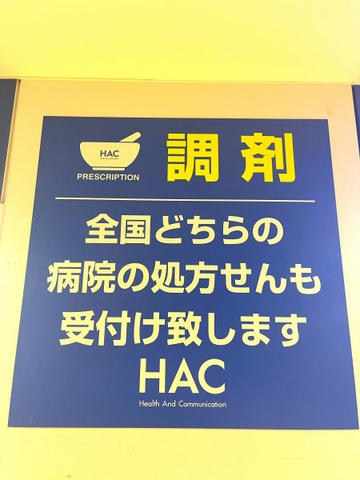 HAC
PRESCRIPTION
調剤
全国どちらの
病院の処方せんも
受付け致します
HAC
Health And Communication